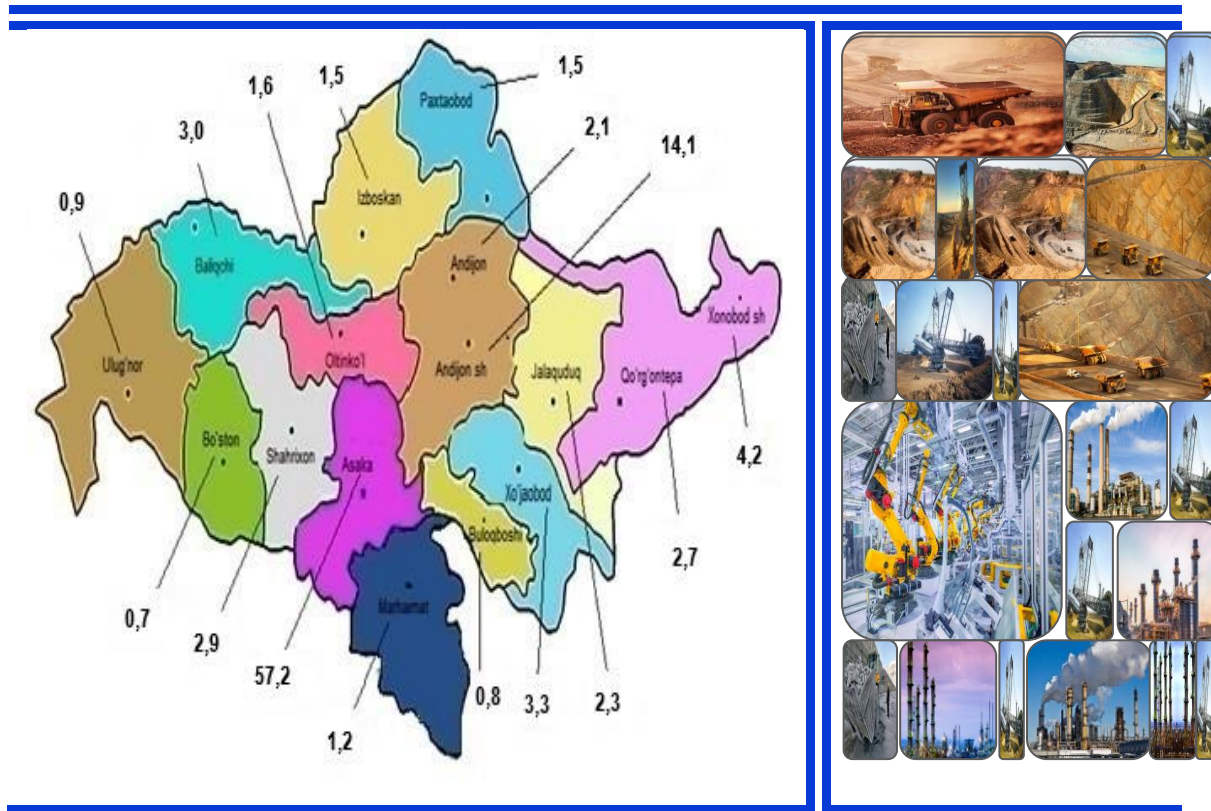 1,5
1,5
1,6
Paxtaobod
2,1
3,0
14,1
Izboskan
0,9
Baliqchi
Andijon
Xonobod sh
Ulug'nor
Oltinko'l
Andijon sh
Jalaquduq
Qo'rg'ontepa
Bo'ston
Shahrixon
Asaka
4,2
Xo'jaobod
Buloqboshi
2,7
Marhamat
0,7
2,9
57,2
0,8
3,3
2,3
1,2